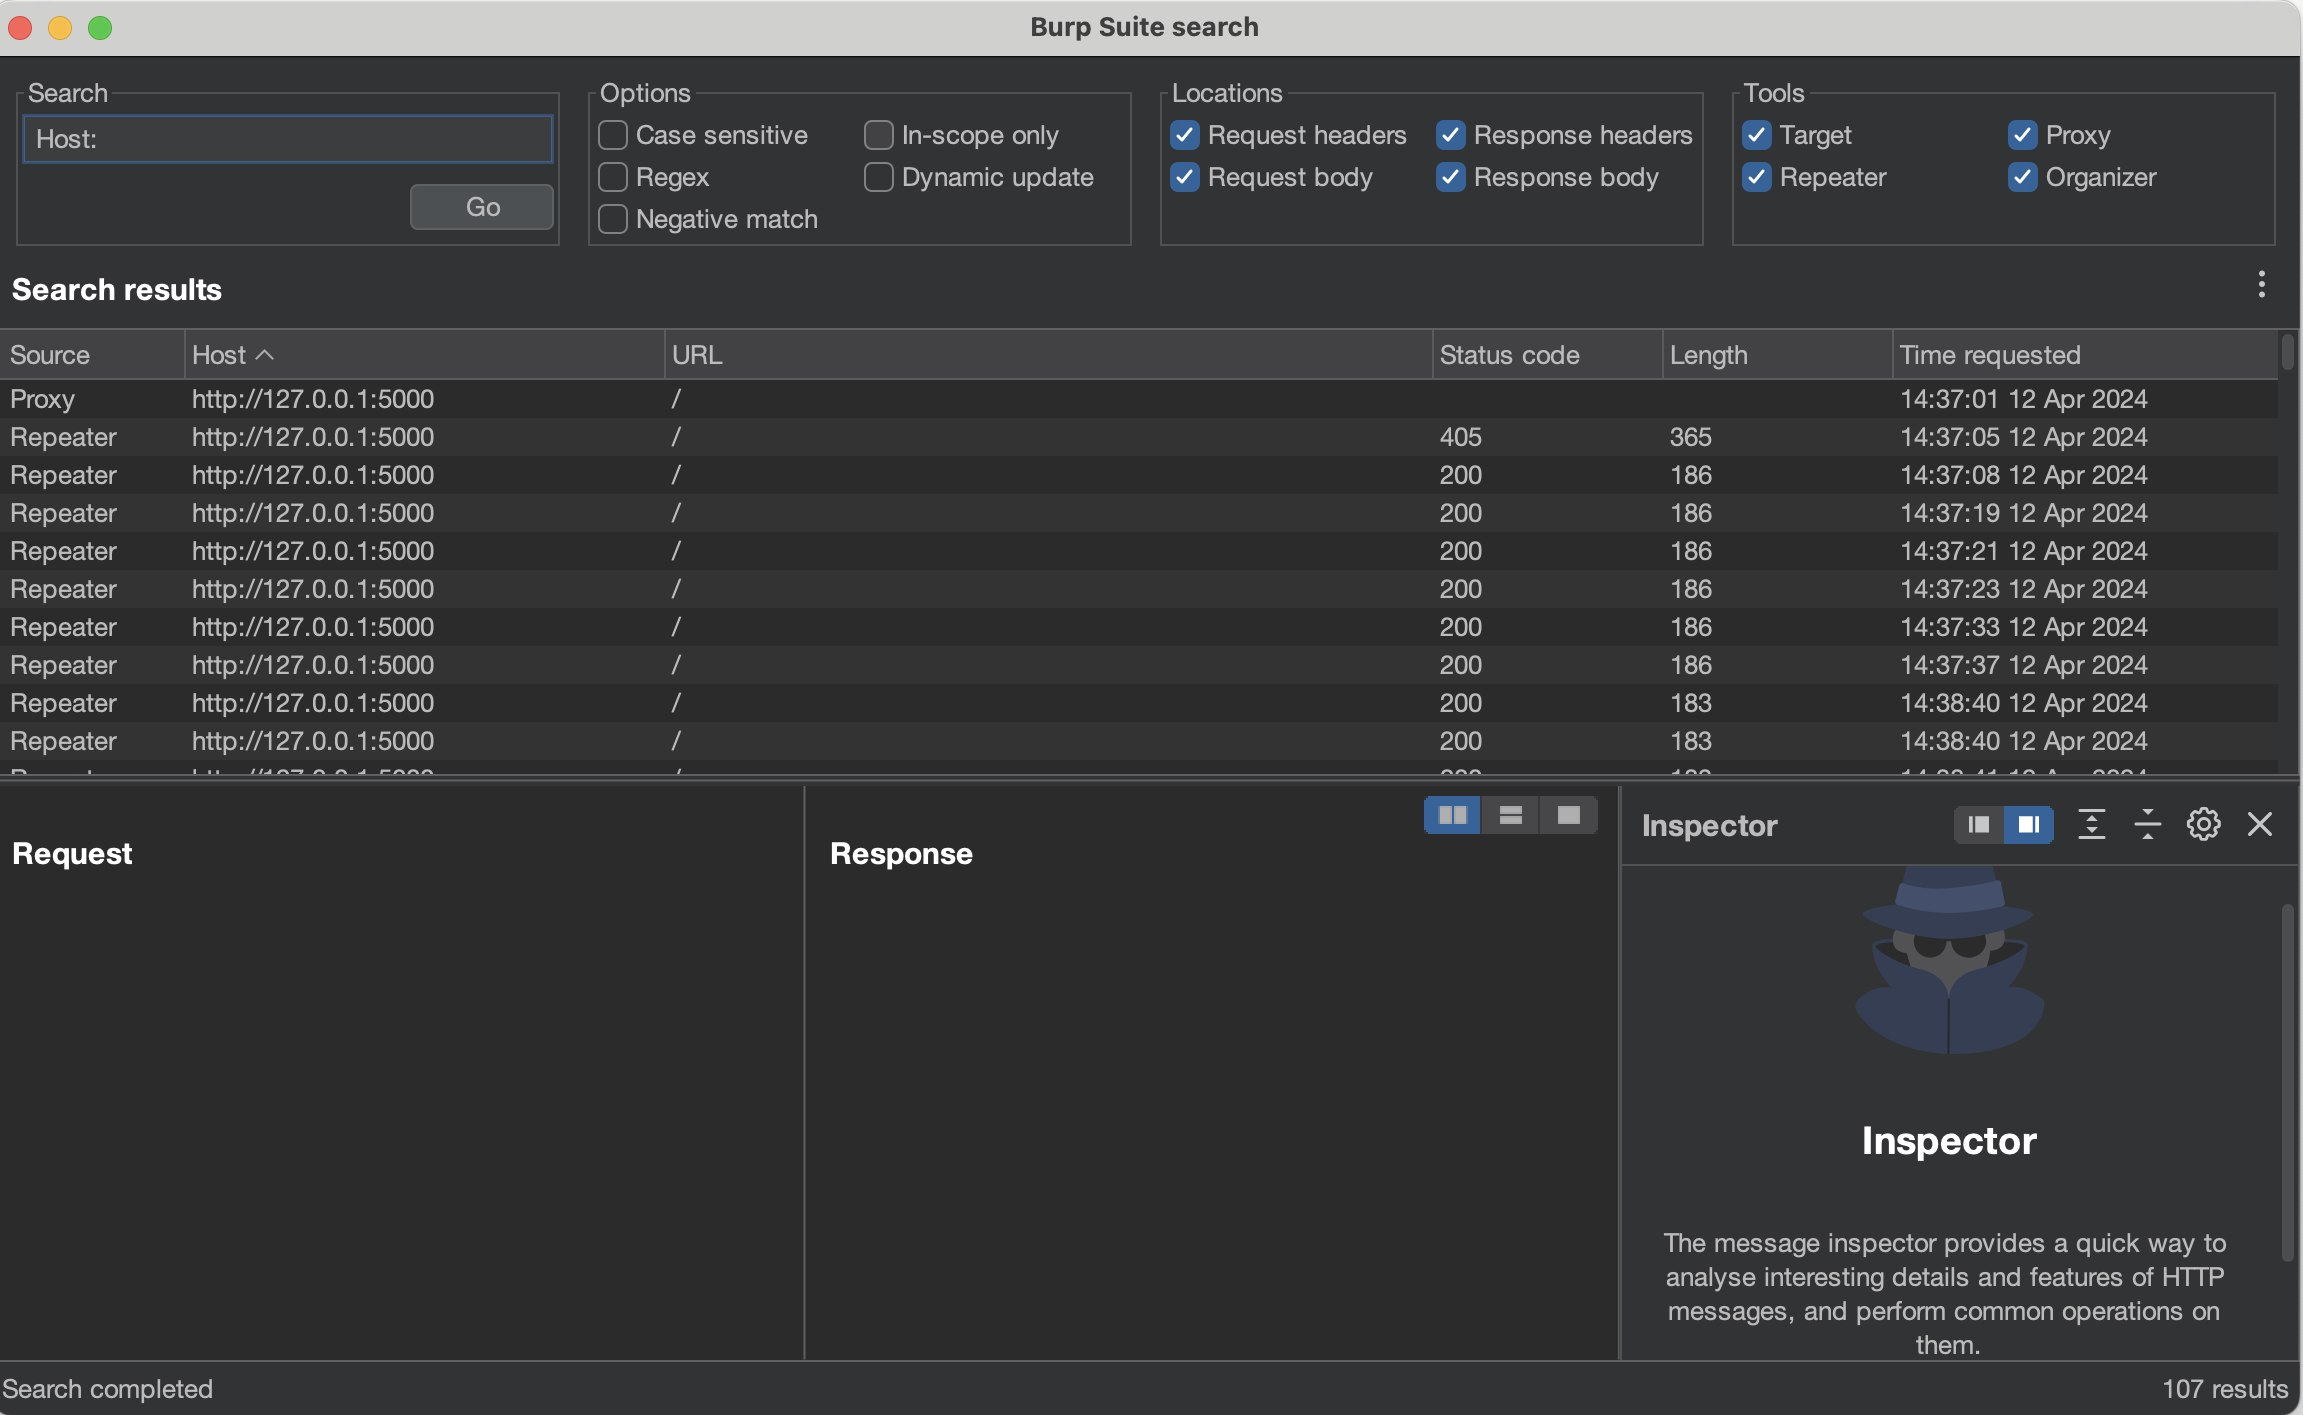 Burp Suite search
Search
Host:
Go
Options
Case sensitive
In-scope only
Regex
Dynamic update
Negative match
Locations
Request headers
Response headers
Request body
Response body
Tools
Target
Proxy
Repeater
Organizer
Search results
Source Host URL Status code Length Time requested
Proxy http://127.0.0.1:5000 / 14:37:01 12 Apr 2024
Repeater http://127.0.0.1:5000 / 405 365 14:37:05 12 Apr 2024
Repeater http://127.0.0.1:5000 / 200 186 14:37:08 12 Apr 2024
Repeater http://127.0.0.1:5000 / 200 186 14:37:19 12 Apr 2024
Repeater http://127.0.0.1:5000 / 200 186 14:37:21 12 Apr 2024
Repeater http://127.0.0.1:5000 / 200 186 14:37:23 12 Apr 2024
Repeater http://127.0.0.1:5000 / 200 186 14:37:33 12 Apr 2024
Repeater http://127.0.0.1:5000 / 200 186 14:37:37 12 Apr 2024
Repeater http://127.0.0.1:5000 / 200 183 14:38:40 12 Apr 2024
Repeater http://127.0.0.1:5000 / 200 183 14:38:40 12 Apr 2024
Request
Response
Inspector
Inspector
The message inspector provides a quick way to
analyse interesting details and features of HTTP
messages, and perform common operations on
them.
Search completed
107 results